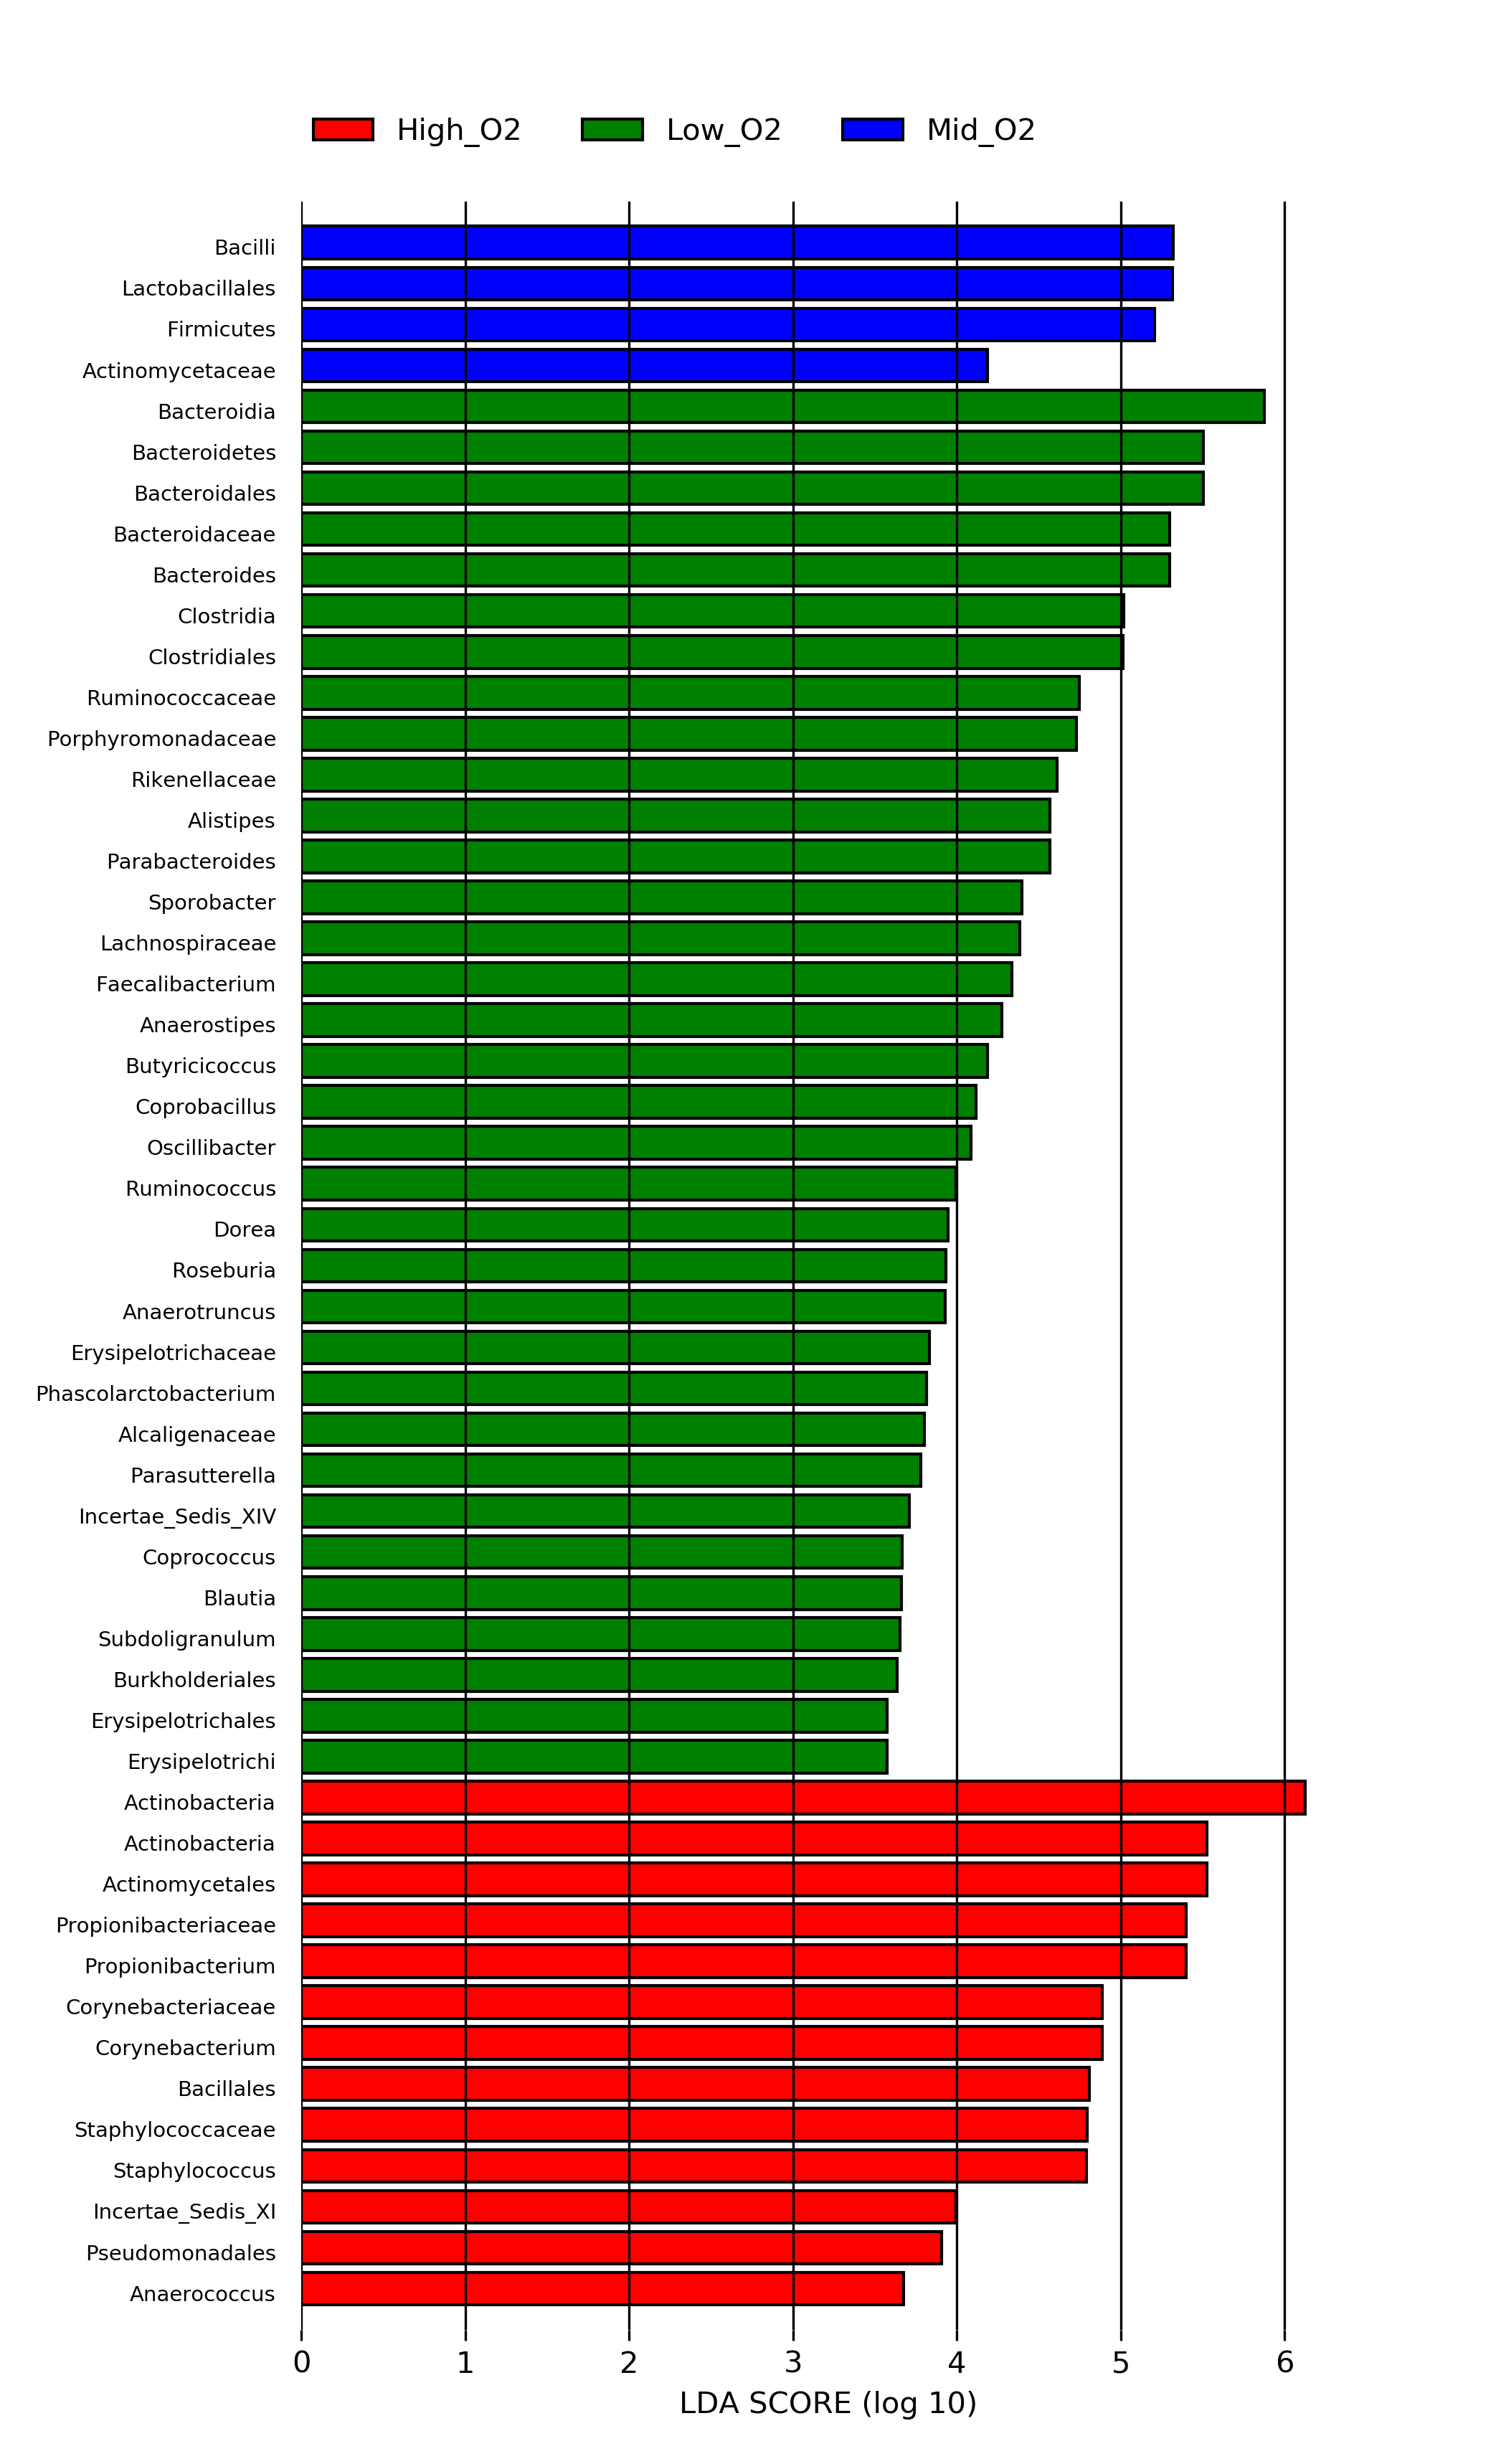 High_O2 Low_O2 Mid_O2
Bacilli
Lactobacillales
Firmicutes
Actinomycetaceae
Bacteroidia
Bacteroidetes
Bacteroidales
Bacteroidaceae
Bacteroides
Clostridia
Clostridiales
Ruminococcaceae
Porphyromonadaceae
Rikenellaceae
Alistipes
Parabacteroides
Sporobacter
Lachnospiraceae
Faecalibacterium
Anaerostipes
Butyricicoccus
Coprobacillus
Oscillibacter
Ruminococcus
Dorea
Roseburia
Anaerotruncus
Erysipelotrichaceae
Phascolarctobacterium
Alcaligenaceae
Parasutterella
Incertae_Sedis_XIV
Coprococcus
Blautia
Subdoligranulum
Burkholderiales
Erysipelotrichales
Erysipelotrichi
Actinobacteria
Actinobacteria
Actinomycetales
Propionibacteriaceae
Propionibacterium
Corynebacteriaceae
Corynebacterium
Bacillales
Staphylococcaceae
Staphylococcus
Incertae_Sedis_XI
Pseudomonadales
Anaerococcus
0 1 2 3 4 5 6
LDA SCORE (log 10)